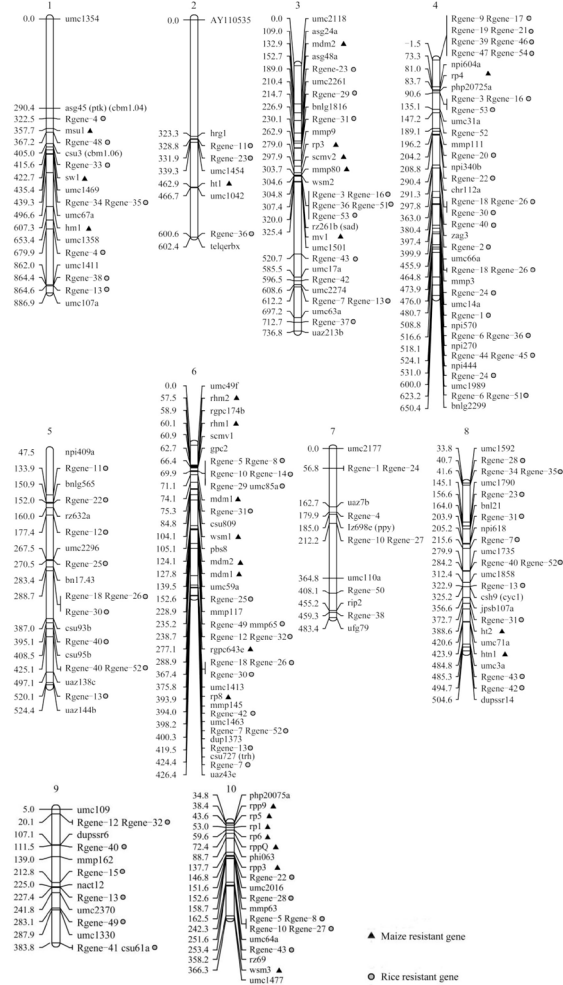 1
0.0 umc1354
290.4 asg45 (ptk) (cbm1.04)
322.5 Rgene-4
357.7 msu1
367.2 Rgene-48
405.0 csu3 (cbm1.06)
415.6 Rgene-33
422.7 sw1
435.4 umc1469
439.3 Rgene-34 Rgene-35
496.6 umc67a
607.3 hm1
653.4 umc1358
679.9 Rgene-4
862.0 umc1411
864.4 Rgene-38
864.6 Rgene-13
886.9 umc107a
2
0.0 AY110535
323.3 hrg1
328.8 Rgene-11
331.9 Rgene-23
339.3 umc1454
462.9 ht1
466.7 umc1042
600.6 Rgene-36
602.4 telqerbx
3
0.0 umc2118
109.0 asg24a
132.9 mdm2
152.7 asg48a
189.0 Rgene-23
210.4 umc2261
214.7 Rgene-29
226.9 bnlg1816
230.1 Rgene-31
262.9 mmp9
279.0 rp3
297.9 scmv2
303.7 mmp80
304.6 wsm2
304.8 Rgene-3 Rgene-16
307.4 Rgene-36 Rgene-51
320.0 Rgene-53
325.4 rz261b (sad)
mv1
umc1501
520.7 Rgene-43
585.5 umc17a
596.5 Rgene-42
608.6 umc2274
612.2 Rgene-7 Rgene-13
697.2 umc63a
712.7 Rgene-37
736.8 uaz213b
4
Rgene-9 Rgene-17
Rgene-19 Rgene-21
-1.5 Rgene-39 Rgene-46
73.3 Rgene-47 Rgene-54
81.0 npi604a
83.7 rp4
90.6 php20725a
135.1 Rgene-3 Rgene-16
147.2 Rgene-53
umc31a
189.1 Rgene-52
196.2 mmp111
204.2 Rgene-20
208.8 npi340b
290.4 Rgene-22
291.3 chr112a
297.8 Rgene-18 Rgene-26
363.0 Rgene-30
380.4 Rgene-40
397.4 zag3
399.9 Rgene-2
455.9 umc66a
464.8 Rgene-18 Rgene-26
473.9 mmp3
476.0 Rgene-24
480.7 umc14a
508.8 Rgene-1
516.6 npi570
518.1 Rgene-6 Rgene-36
524.1 npi270
531.0 Rgene-44 Rgene-45
600.0 npi444
623.2 Rgene-24
650.4 umc1989
Rgene-6 Rgene-51
bnlg2299
5
47.5 npi409a
133.9 Rgene-11
150.9 bnlg565
152.0 Rgene-22
160.0 rz632a
177.4 Rgene-12
267.5 umc2296
270.5 Rgene-25
283.4 bn17.43
288.7 Rgene-18 Rgene-26
Rgene-30
387.0 csu93b
395.1 Rgene-40
408.5 csu95b
425.1 Rgene-40 Rgene-52
497.1 uaz138c
520.1 Rgene-13
524.4 uaz144b
6
0.0 umc49f
57.5 rhm2
58.9 rgpc174b
60.1 rhm1
60.9 scmv1
62.7 gpc2
66.4 Rgene-5 Rgene-8
69.9 Rgene-10 Rgene-14
71.1 Rgene-29 umc85a
74.1 mdm1
75.3 Rgene-31
84.8 csu809
104.1 wsm1
105.1 pbs8
124.1 mdm2
127.8 mdm1
139.5 umc59a
152.6 Rgene-25
228.9 mmp117
235.2 Rgene-49 mmp65
238.7 Rgene-12 Rgene-32
277.1 rgpc643e
288.9 Rgene-18 Rgene-26
367.4 Rgene-30
375.8 umc1413
393.9 rp8
394.0 mmp145
398.2 Rgene-42
400.3 umc1463
419.5 Rgene-7 Rgene-52
424.4 dup1373
426.4 Rgene-13
csu727 (trh)
Rgene-7
uaz43e
7
0.0 umc2177
56.8 Rgene-1 Rgene-24
162.7 uaz7b
179.9 Rgene-4
185.0 Iz698c (ppy)
212.2 Rgene-10 Rgene-27
364.8 umc110a
408.1 Rgene-50
455.2 rip2
459.3 Rgene-38
483.4 ufg79
8
33.8 umc1592
40.7 Rgene-28
41.6 Rgene-34 Rgene-35
145.1 umc1790
156.6 Rgene-23
164.0 bnl21
203.9 Rgene-31
205.2 npi618
215.6 Rgene-7
279.9 umc1735
284.2 Rgene-40 Rgene-52
312.4 umc1858
322.9 Rgene-13
325.2 csh9 (cyc1)
356.6 jpsb107a
372.7 Rgene-31
388.6 ht2
420.6 umc71a
423.9 htn1
484.8 umc3a
485.3 Rgene-43
494.7 Rgene-42
504.6 dupssr14
9
5.0 umc109
20.1 Rgene-12 Rgene-32
107.1 dupssr6
111.5 Rgene-40
139.0 mmp162
212.8 Rgene-15
225.0 nact12
227.4 Rgene-13
241.8 umc2370
283.1 Rgene-49
287.9 umc1330
383.8 Rgene-41 csu61a
10
34.8 php20075a
38.4 rpp9
43.6 rp5
53.0 rp1
59.6 rp6
72.4 rppQ
88.7 phi063
137.7 rpp3
146.8 Rgene-22
151.6 umc2016
152.6 Rgene-28
158.7 mmp63
162.5 Rgene-5 Rgene-8
242.3 Rgene-10 Rgene-27
251.6 umc64a
253.4 Rgene-43
358.2 rz69
366.3 wsm3
umc1477
Maize resistant gene
Rice resistant gene